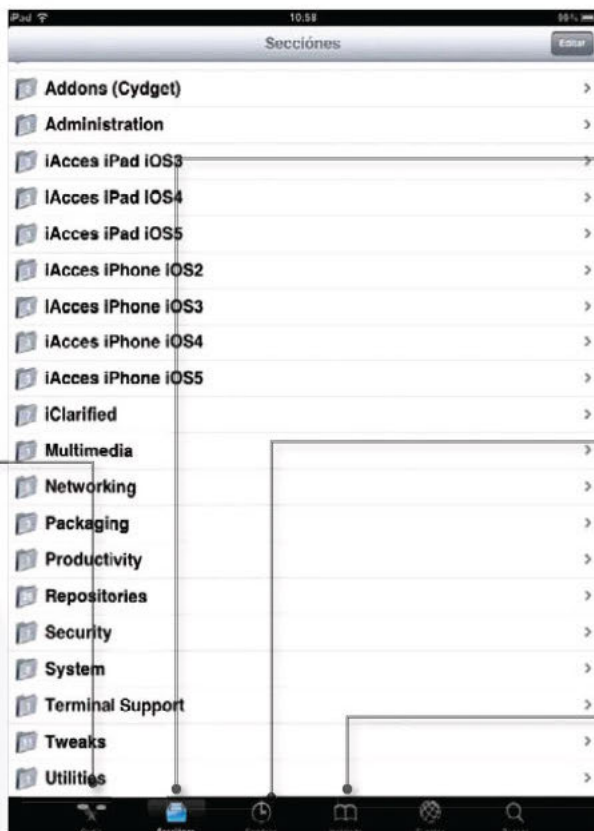 iPad 10:58 99%
Secciónes Editar
Addons (Cydget)
Administration
iAcces iPad iOS3
iAcces iPad IOS4
iAcces iPad iOS5
iAcces iPhone iOS2
iAcces iPhone iOS3
iAcces iPhone iOS4
iAcces iPhone iOS5
iClarified
Multimedia
Networking
Packaging
Productivity
Repositories
Security
System
Terminal Support
Tweaks
Utilities